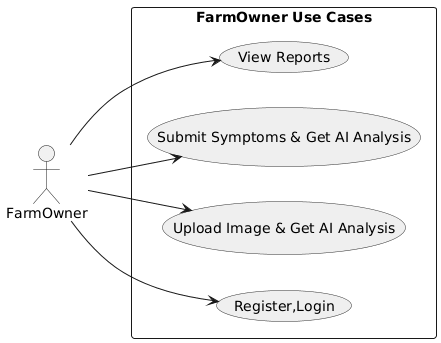 FarmOwner Use Cases
View Reports
Submit Symptoms & Get AI Analysis
FarmOwner
Upload Image & Get AI Analysis
Register,Login